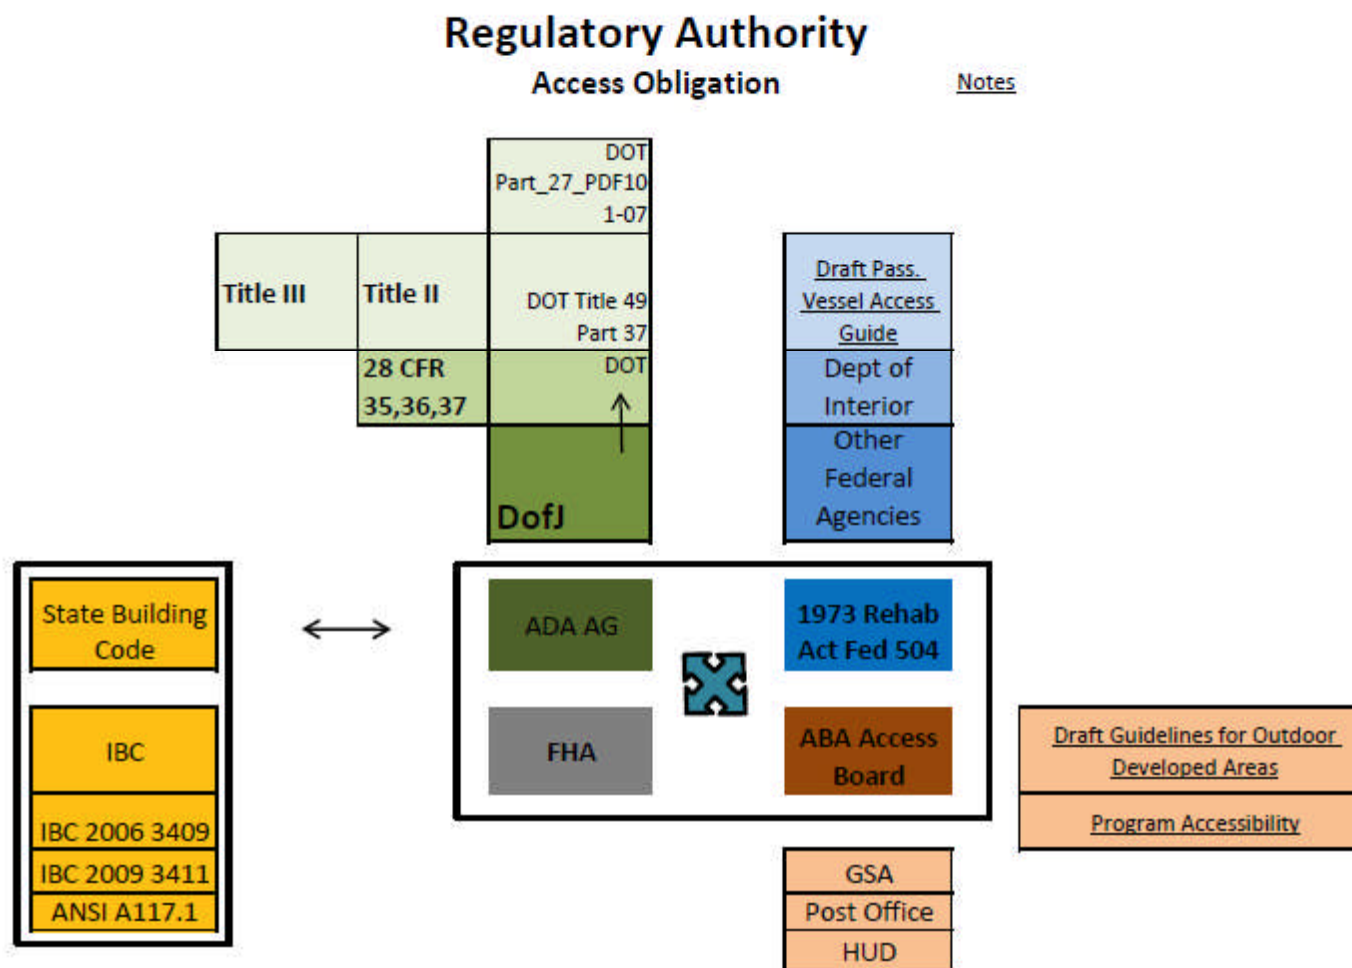 Regulatory Authority
Access Obligation
Notes
DOT
Part_27_PDF10
1-07
Title III
Title II
DOT Title 49
Part 37
Draft Pass.
Vessel Access
Guide
28 CFR
35,36,37
DOT
Dept of
Interior
DofJ
Other
Federal
Agencies
State Building
Code
ADA AG
1973 Rehab
Act Fed 504
IBC
FHA
ABA Access
Board
Draft Guidelines for Outdoor
Developed Areas
IBC 2006 3409
Program Accessibility
IBC 2009 3411
GSA
ANSI A117.1
Post Office
HUD